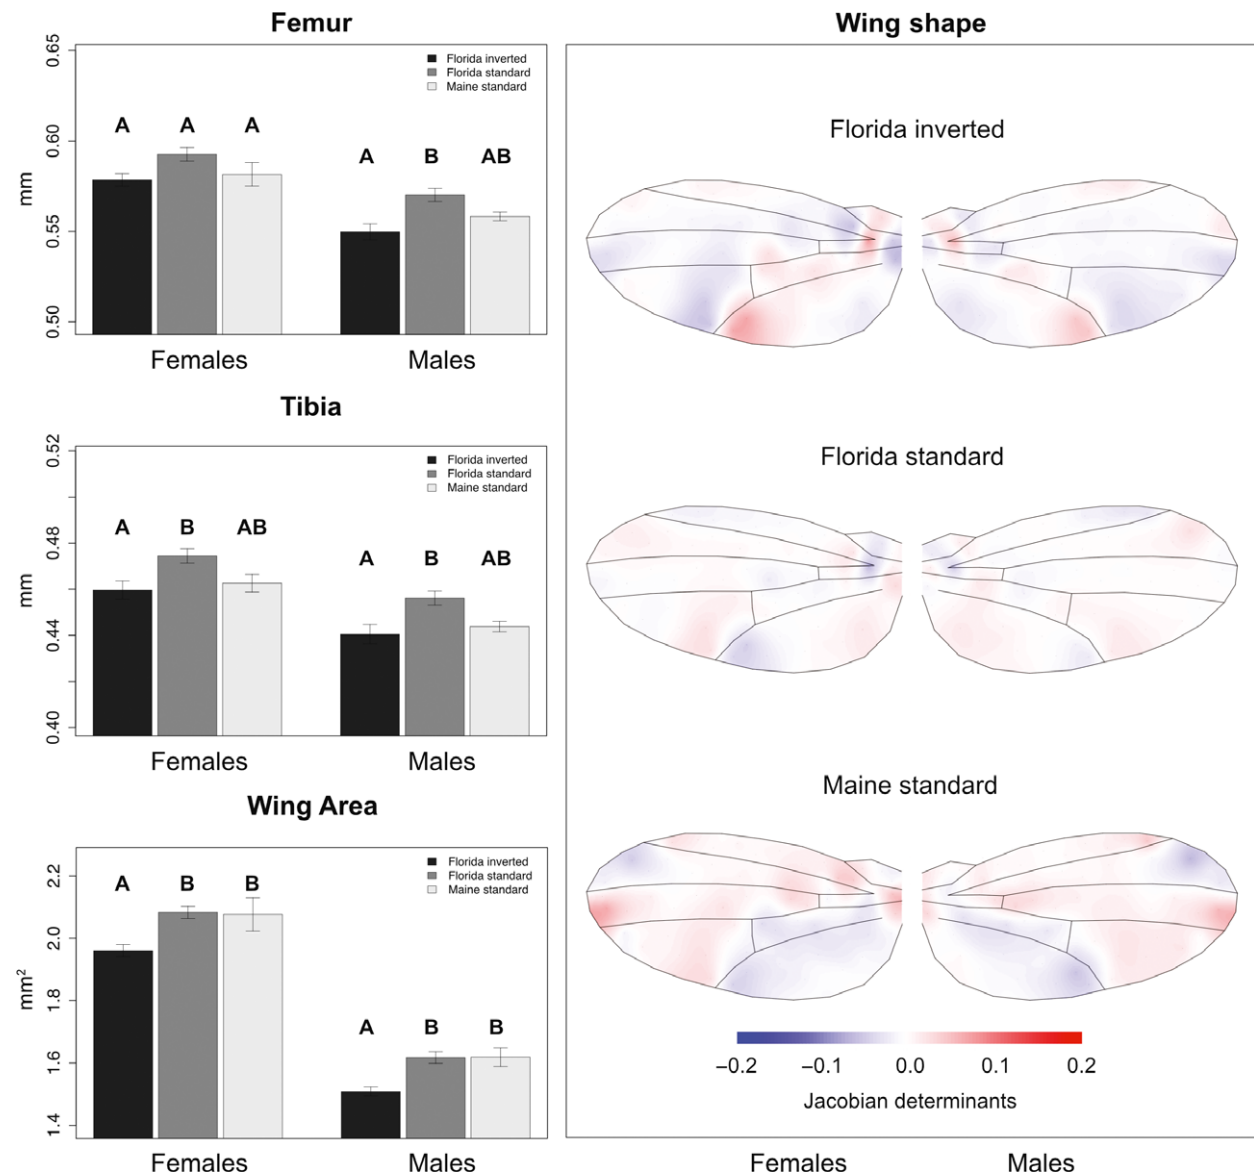 Femur
0.65
0.60
0.55
0.50
mm
Florida inverted
Florida standard
Maine standard
A A A
A B AB
Females Males
Tibia
0.52
0.48
0.44
0.40
mm
Florida inverted
Florida standard
Maine standard
A B AB
A B AB
Females Males
Wing Area
2.2
2.0
1.8
1.6
1.4
mm²
Florida inverted
Florida standard
Maine standard
A B B
A B B
Females Males
Wing shape
Florida inverted
Florida standard
Maine standard
−0.2 −0.1 0.0 0.1 0.2
Jacobian determinants
Females Males